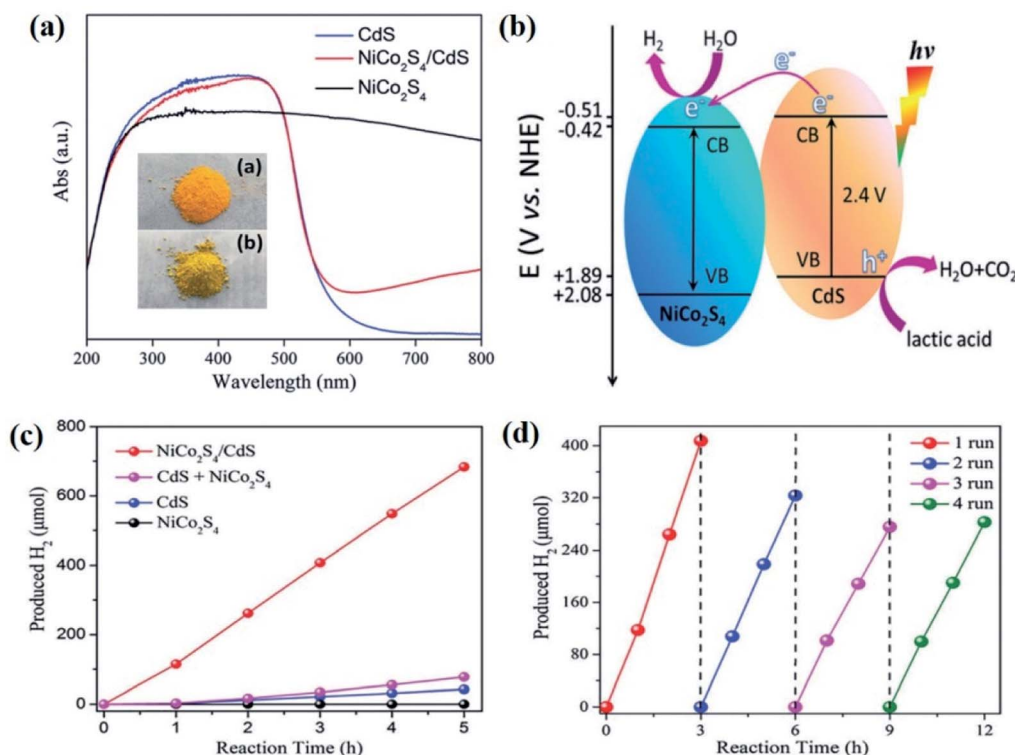 (a)
CdS
NiCo2S4/CdS
NiCo2S4
Abs (a.u.)
(a)
(b)
200 300 400 500 600 700 800
Wavelength (nm)
(b)
H2 H2O
e-
hν
e- e-
-0.51
-0.42
CB CB
E (V vs. NHE)
2.4 V
VB VB h+
+1.89
+2.08
H2O+CO2
NiCo2S4 CdS
lactic acid
(c)
800
600
400
200
0
Produced H2 (μmol)
NiCo2S4/CdS
CdS + NiCo2S4
CdS
NiCo2S4
0 1 2 3 4 5
Reaction Time (h)
(d)
400
320
240
160
80
0
Produced H2 (μmol)
1 run
2 run
3 run
4 run
0 3 6 9 12
Reaction Time (h)